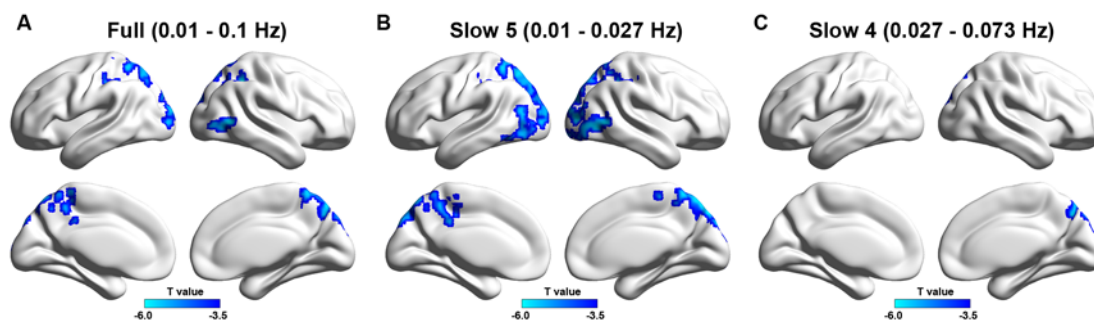 A
Full (0.01 - 0.1 Hz)
T value
-6.0
-3.5
B
Slow 5 (0.01 - 0.027 Hz)
T value
-6.0
-3.5
C
Slow 4 (0.027 - 0.073 Hz)
T value
-6.0
-3.5